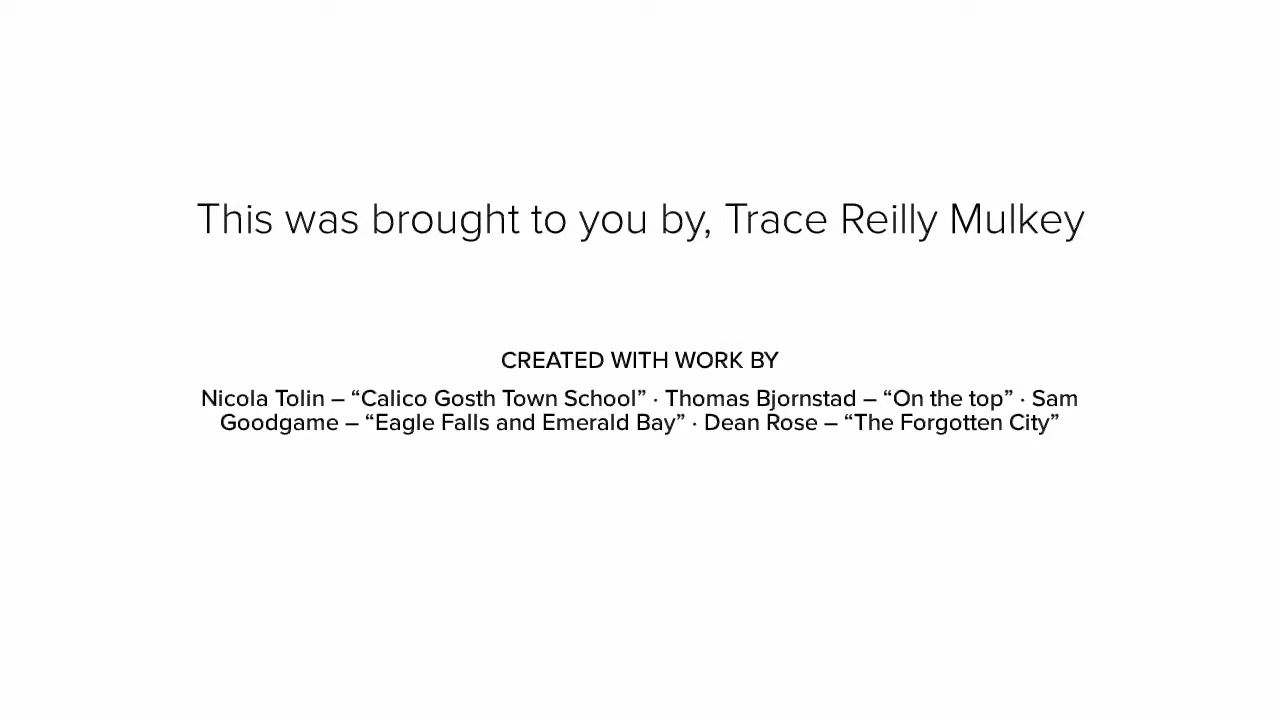 This was brought to you by, Trace Reilly Mulkey
CREATED WITH WORK BY
Nicola Tolin – “Calico Gosth Town School” · Thomas Bjornstad – “On the top” · Sam
Goodgame – “Eagle Falls and Emerald Bay” · Dean Rose – “The Forgotten City”